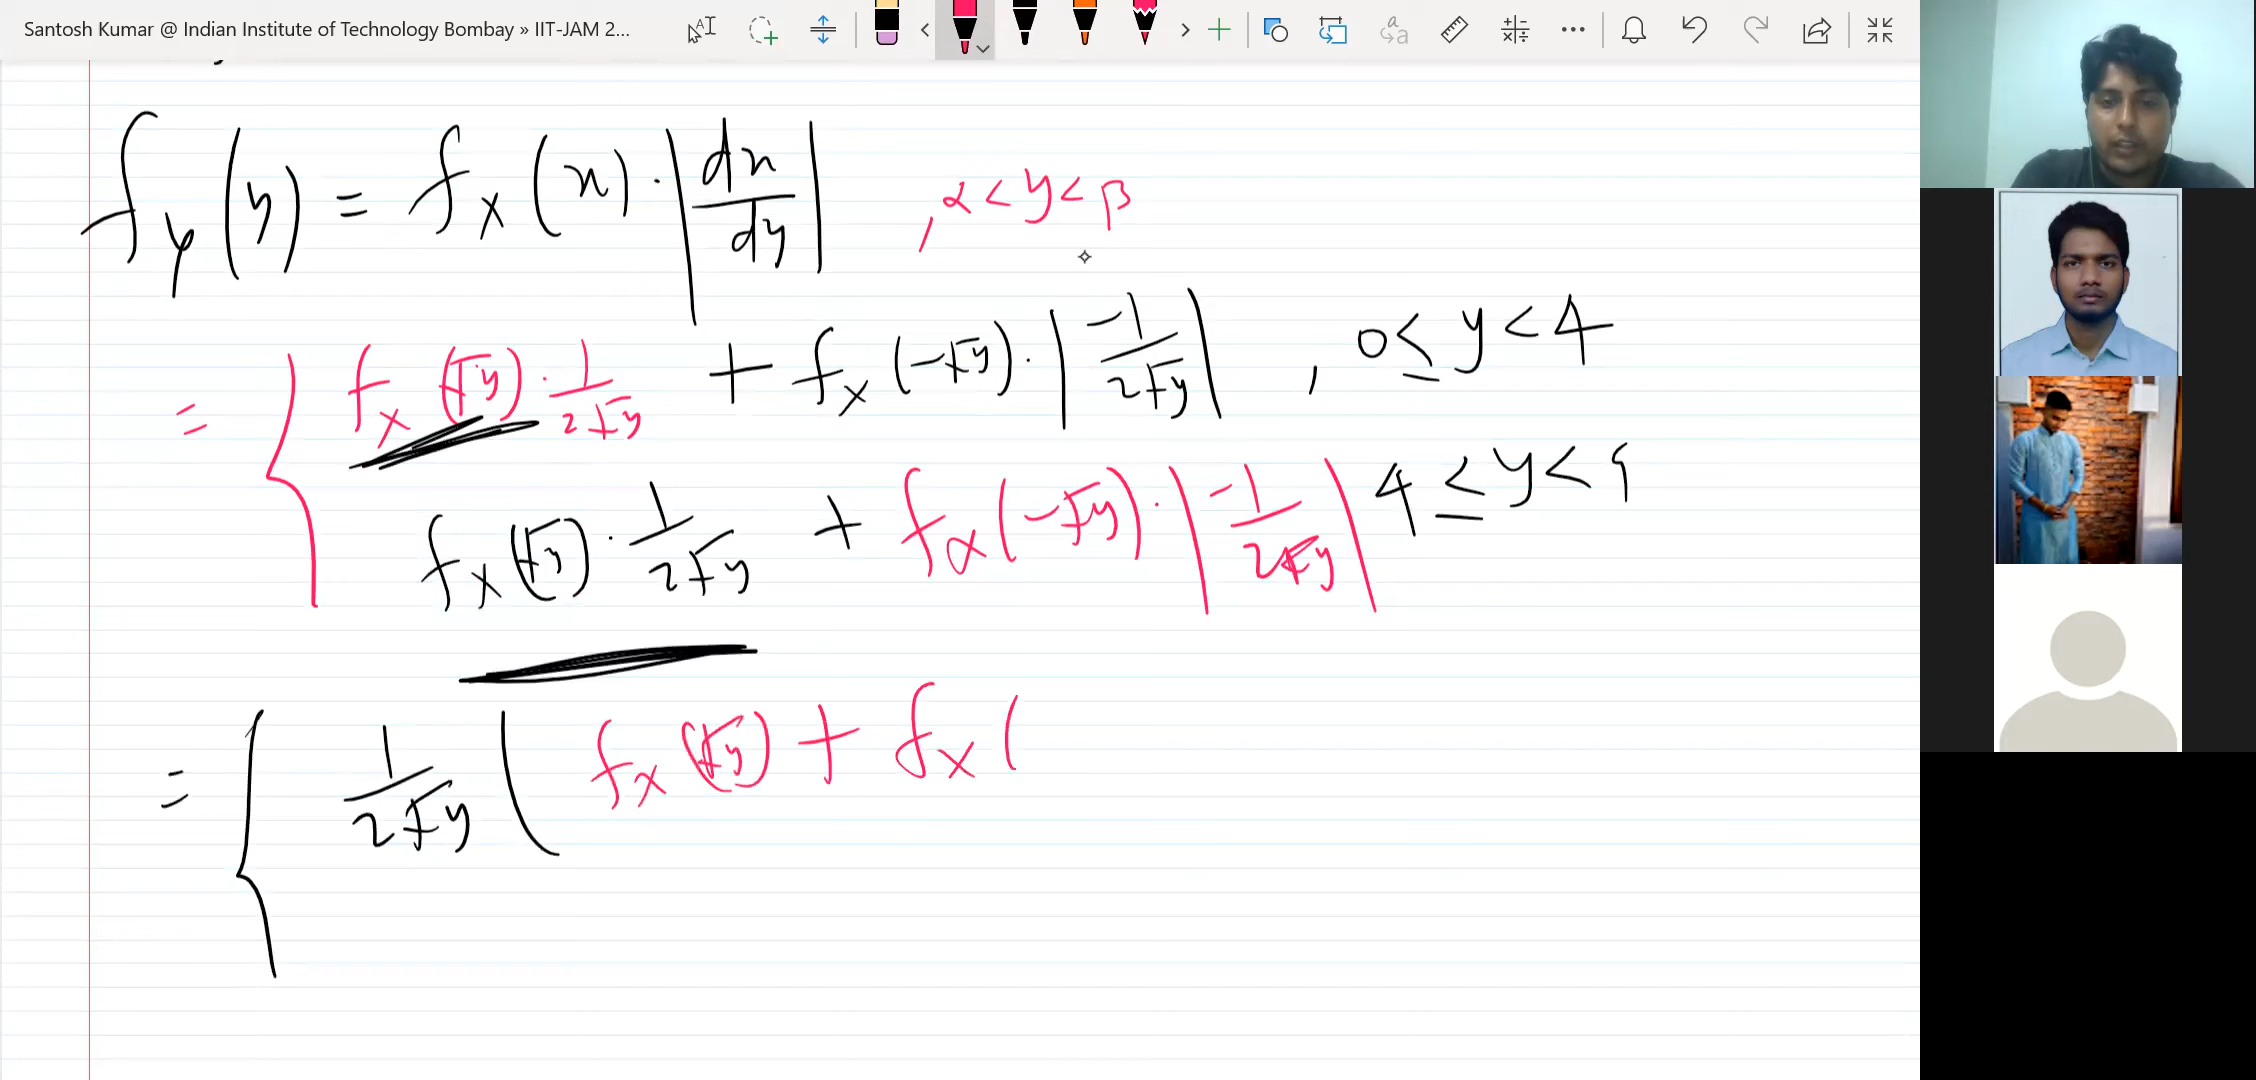 Santosh Kumar @ Indian Institute of Technology Bombay » IIT-JAM 2...
f_Y(y) = f_X(x) · |dx/dy| , α < y < β
= { f_X(√y) · 1/2√y + f_X(-√y) · |-1/2√y| , 0 ≤ y < 4
f_X(√y) · 1/2√y + f_X(-√y) · |-1/2√y| 4 ≤ y < 9
= { 1/2√y ( f_X(√y) + f_X (